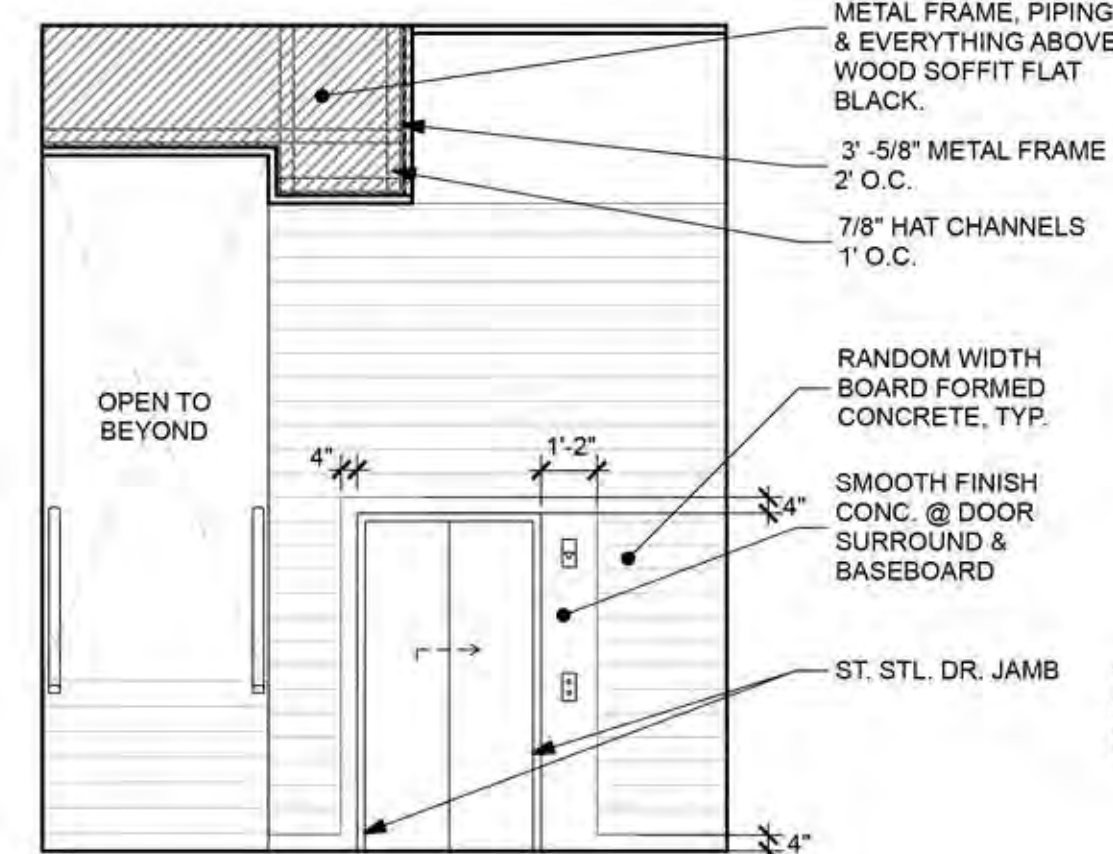 METAL FRAME, PIPING
& EVERYTHING ABOVE
WOOD SOFFIT FLAT
BLACK.
3' -5/8" METAL FRAME
2' O.C.
7/8" HAT CHANNELS
1' O.C.
OPEN TO
BEYOND
RANDOM WIDTH
BOARD FORMED
CONCRETE, TYP.
4"
1'-2"
4"
SMOOTH FINISH
CONC. @ DOOR
SURROUND &
BASEBOARD
ST. STL. DR. JAMB
4"